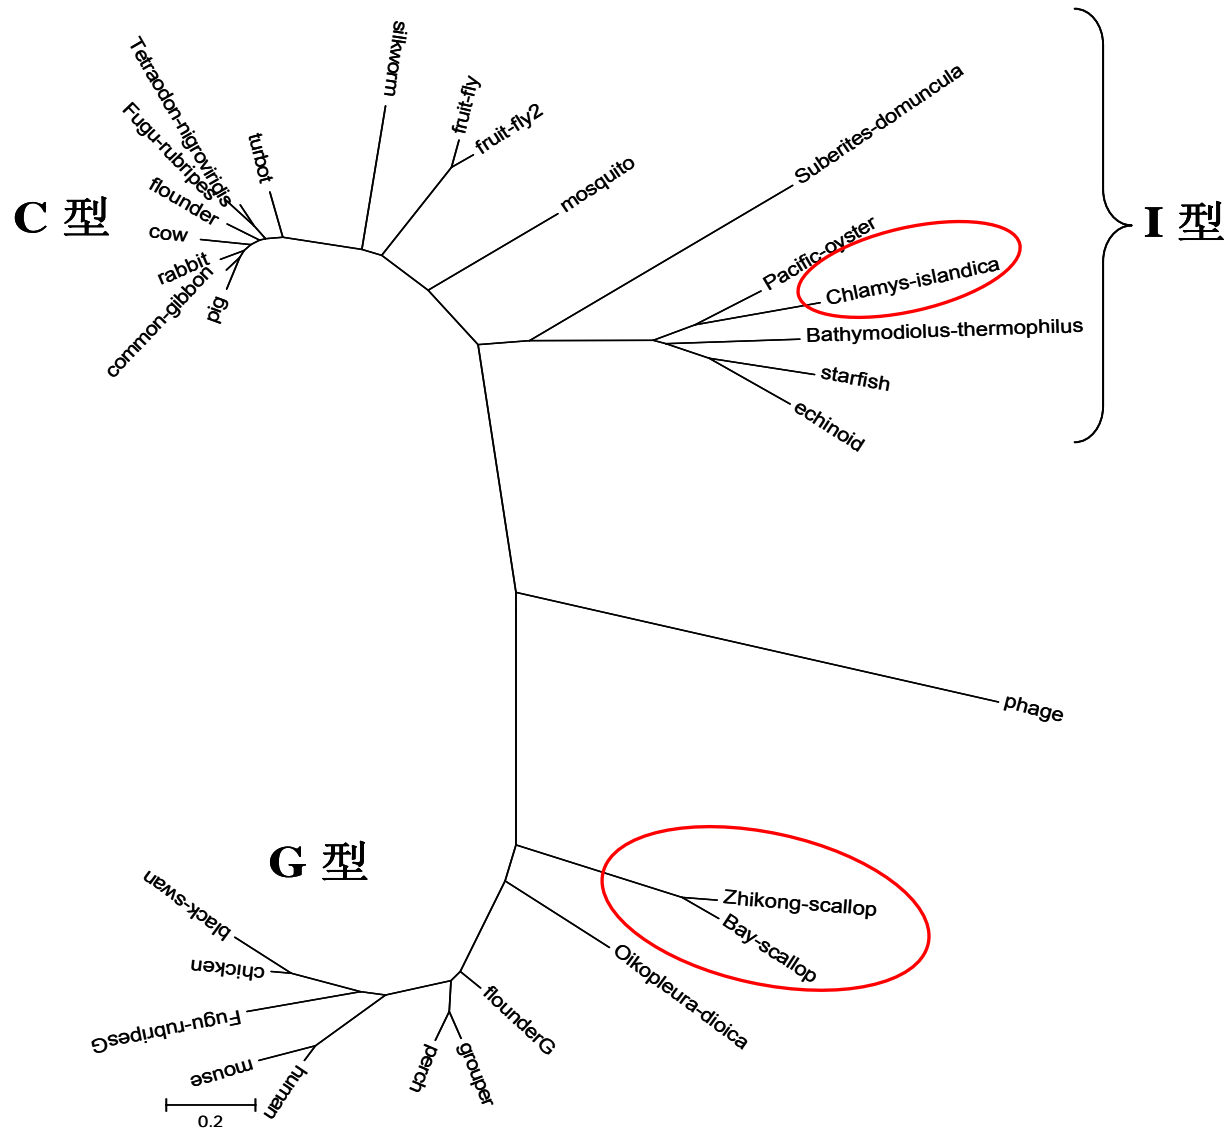 silkworm
fruit-fly
fruit-fly2
Tetraodon-nigroviridis
Fugu-rubripes
turbot
flounder
cow
rabbit
common-gibbon
pig
C 型
mosquito
Suberites-domuncula
Pacific-oyster
Chlamys-islandica
Bathymodiolus-thermophilus
starfish
echinoid
I 型
phage
G 型
Zhikong-scallop
Bay-scallop
Oikopleura-dioica
flounderG
grouper
perch
black-swan
chicken
Fugu-rubripesG
mouse
human
0.2